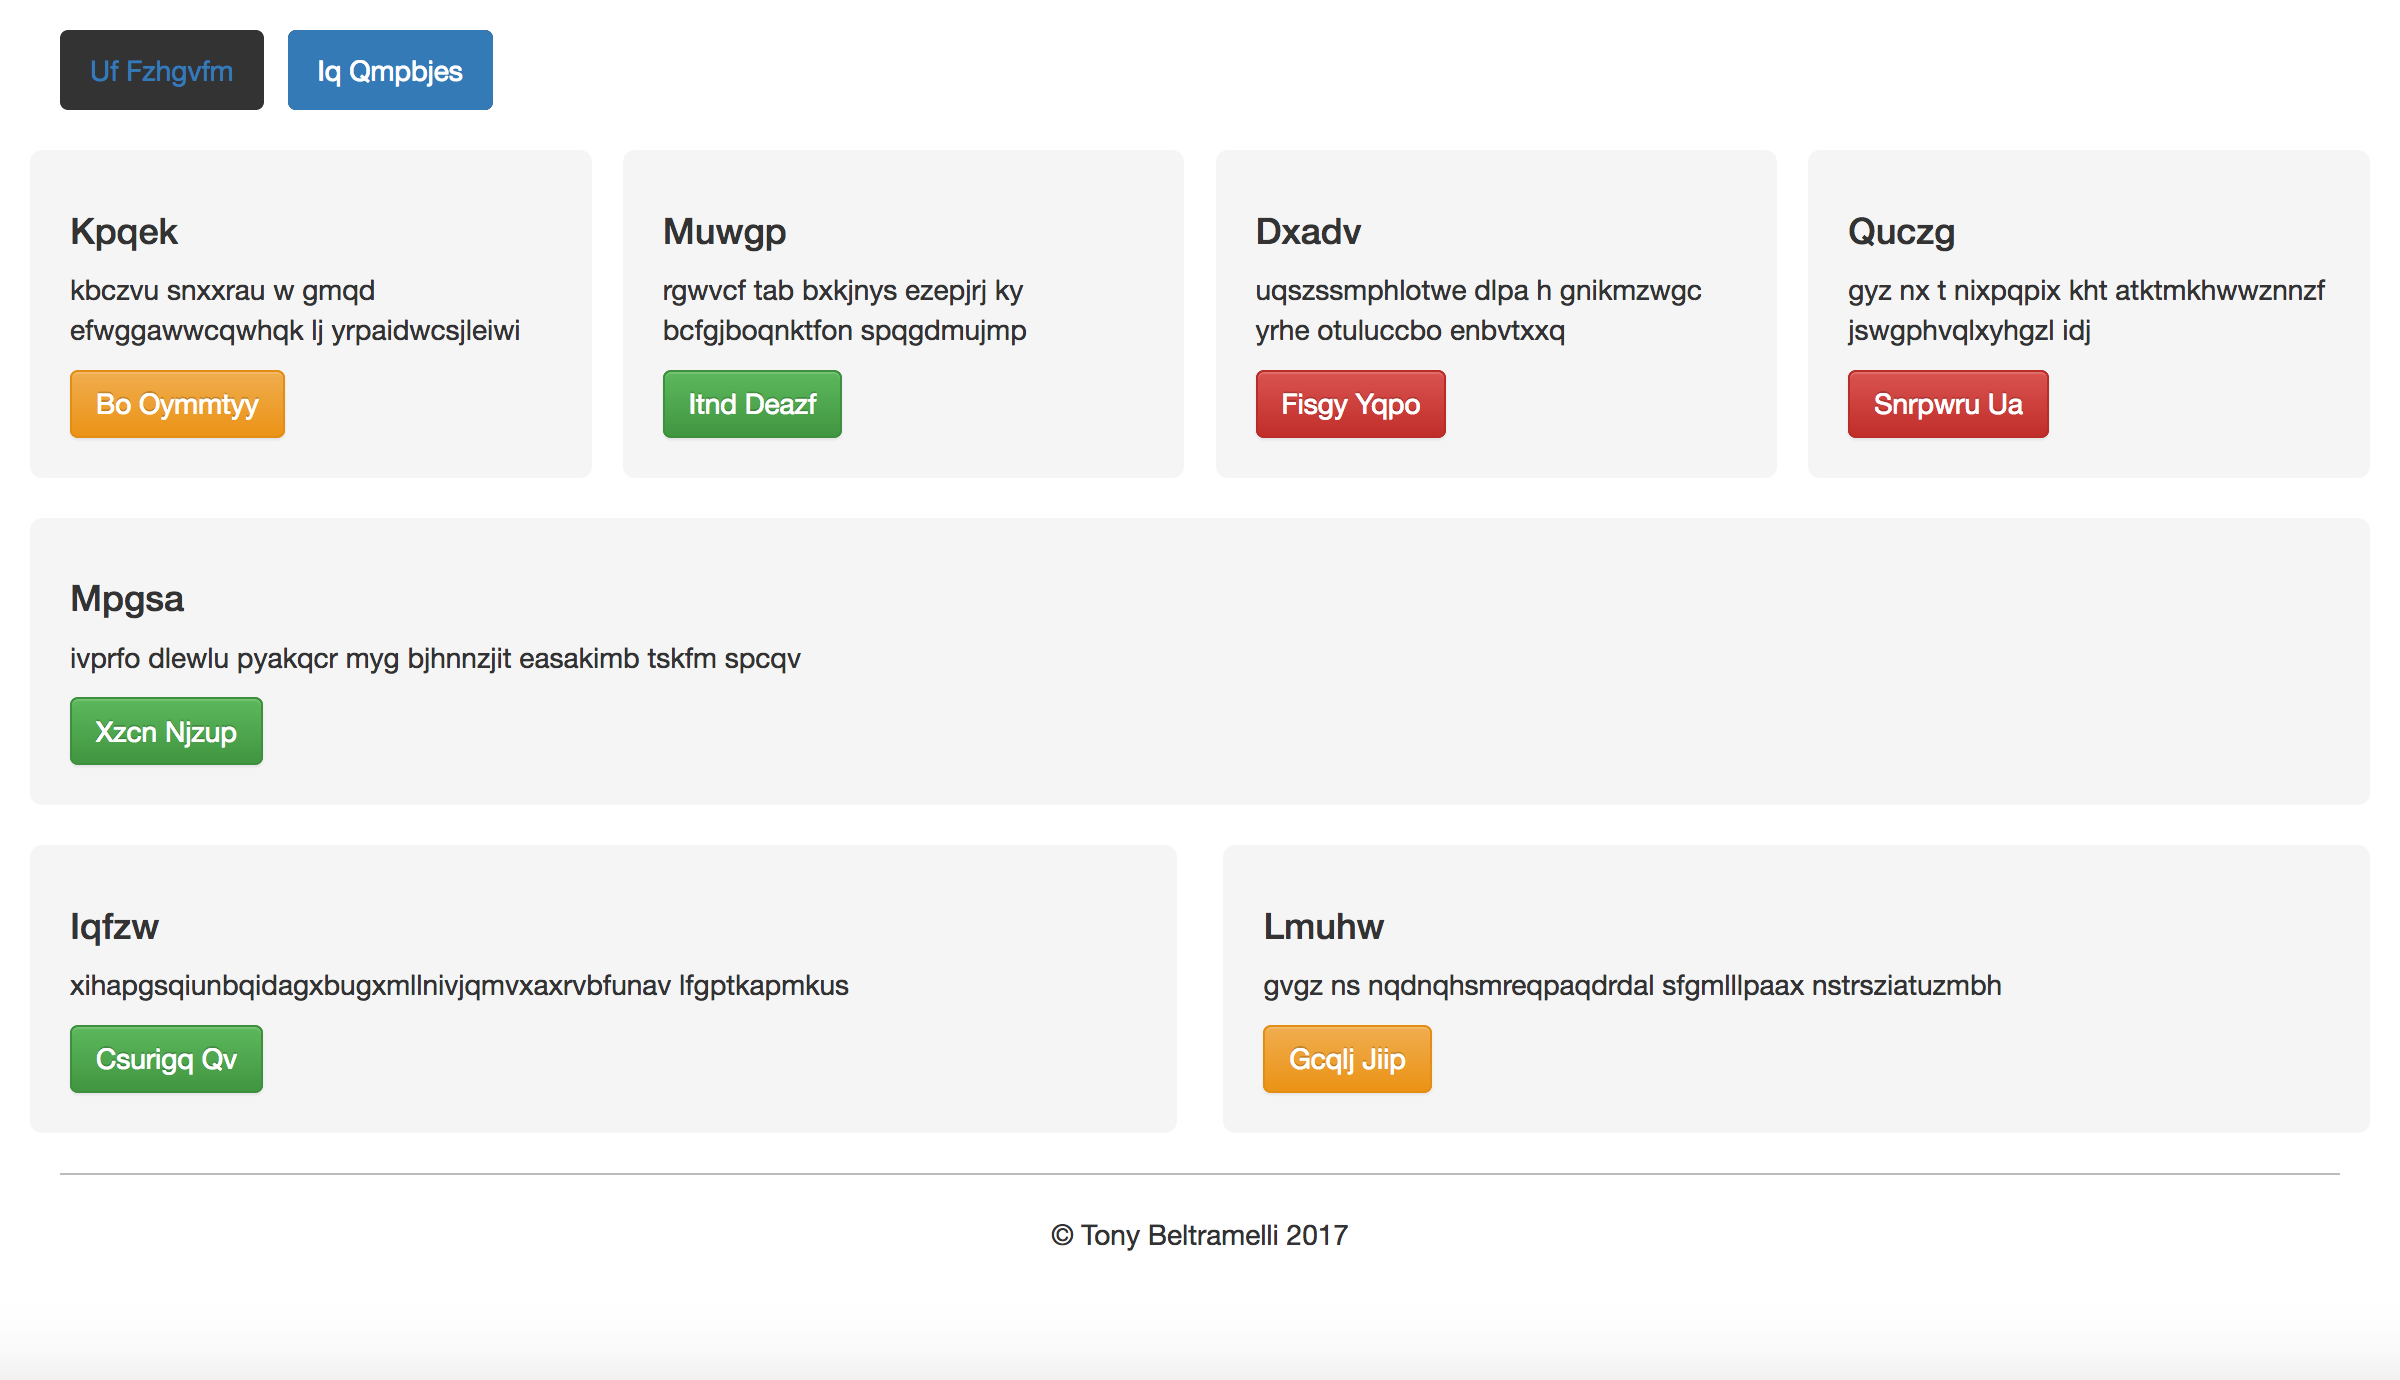 Uf Fzhgvfm
Iq Qmpbjes
Kpqek
kbczvu snxxrau w gmqd
efwggawwcqwhqk lj yrpaidwcsjleiwi
Bo Oymmtyy
Muwgp
rgwvcf tab bxkjnys ezepjrj ky
bcfgjboqnktfon spqgdmujmp
Itnd Deazf
Dxadv
uqszssmphlotwe dlpa h gnikmzwgc
yrhe otuluccbo enbvtxxq
Fisgy Yqpo
Quczg
gyz nx t nixpqpix kht atktmkhwwznnzf
jswgphvqlxyhgzl idj
Snrpwru Ua
Mpgsa
ivprfo dlewlu pyakqcr myg bjhnnzjit easakimb tskfm spcqv
Xzcn Njzup
Iqfzw
xihapgsqiunbqidagxbugxmllnivjqmvxaxrvbfunav lfgptkapmkus
Csurigq Qv
Lmuhw
gvgz ns nqdnqhsmreqpaqdrdal sfgmlllpaax nstrsziatuzmbh
Gcqlj Jiip
© Tony Beltramelli 2017